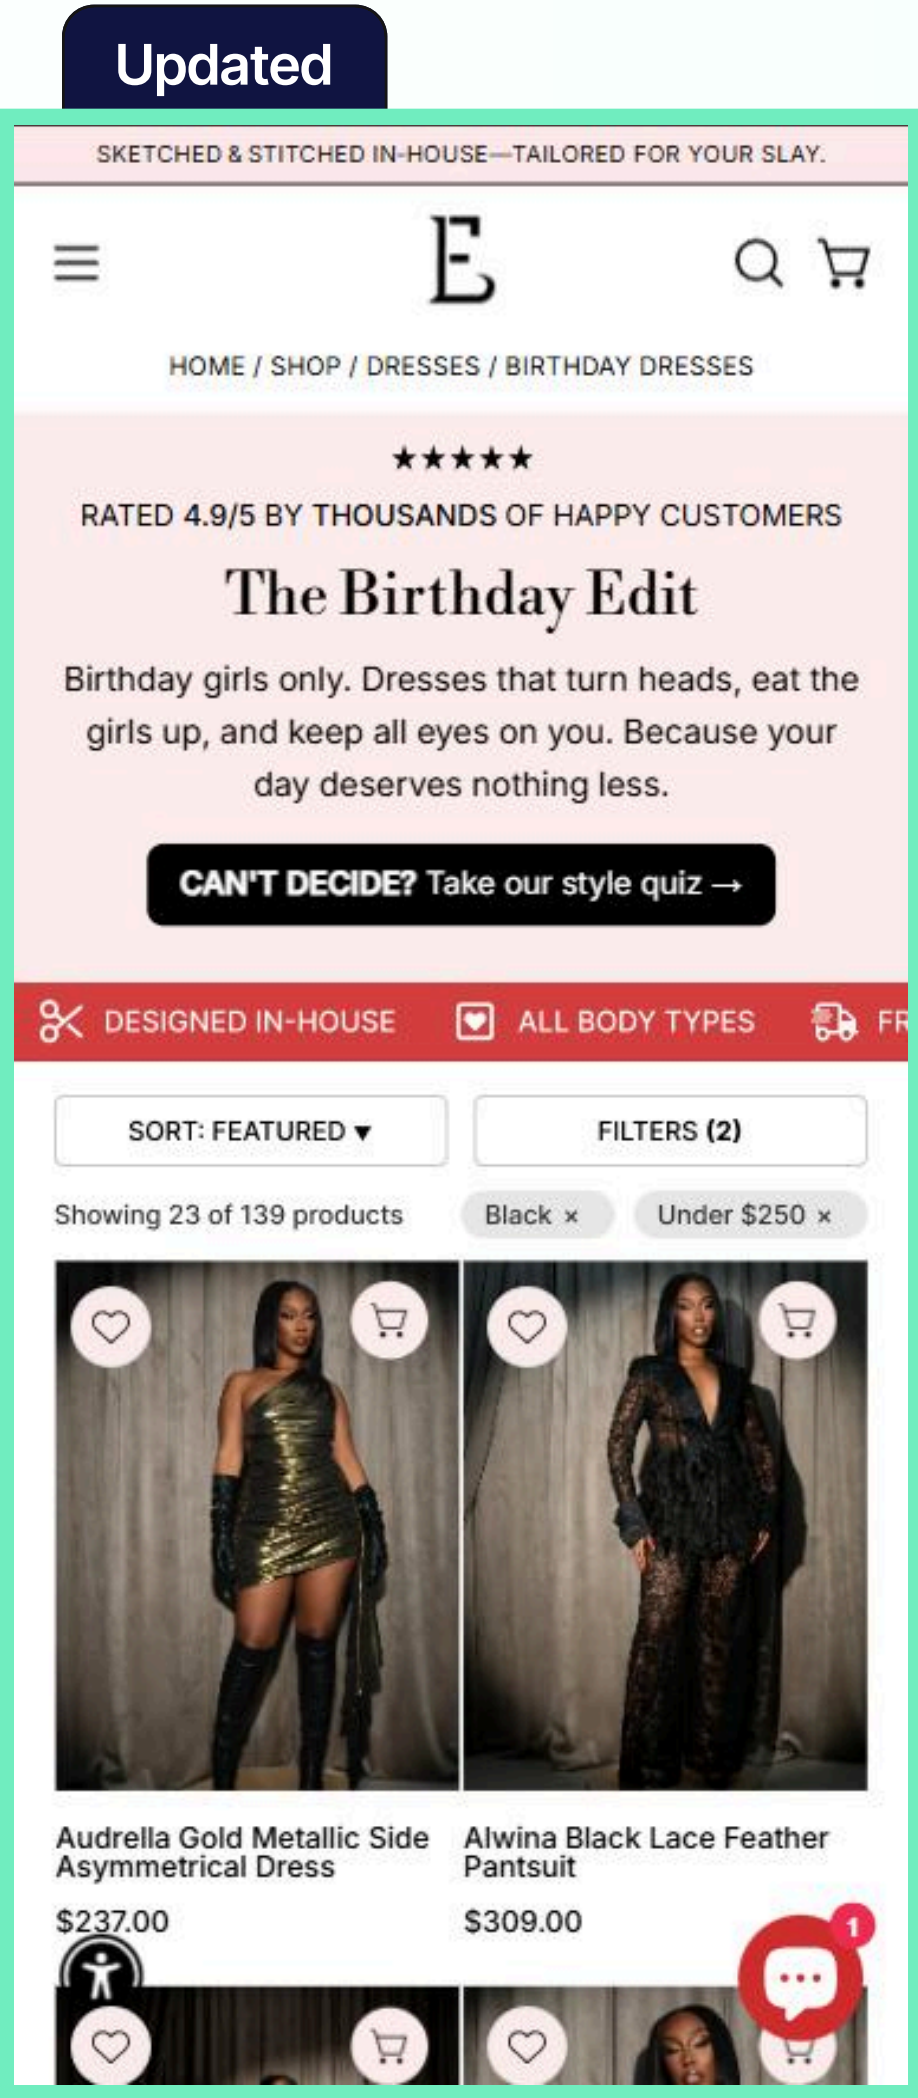 Updated
SKETCHED & STITCHED IN-HOUSE—TAILORED FOR YOUR SLAY.
E
HOME / SHOP / DRESSES / BIRTHDAY DRESSES
★★★★★
RATED 4.9/5 BY THOUSANDS OF HAPPY CUSTOMERS
The Birthday Edit
Birthday girls only. Dresses that turn heads, eat the
girls up, and keep all eyes on you. Because your
day deserves nothing less.
CAN'T DECIDE? Take our style quiz →
DESIGNED IN-HOUSE ALL BODY TYPES FR
SORT: FEATURED ▼ FILTERS (2)
Showing 23 of 139 products Black × Under $250 ×
Audrella Gold Metallic Side
Asymmetrical Dress
$237.00
Alwina Black Lace Feather
Pantsuit
$309.00
1